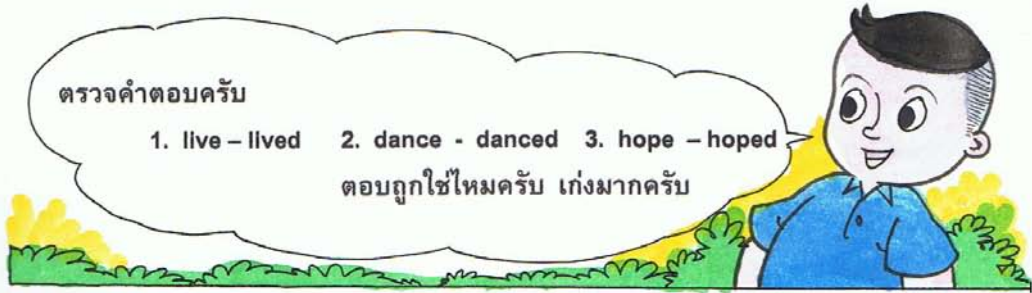 ตรวจคำตอบครับ
1. live – lived 2. dance - danced 3. hope – hoped
ตอบถูกใช่ไหมครับ เก่งมากครับ